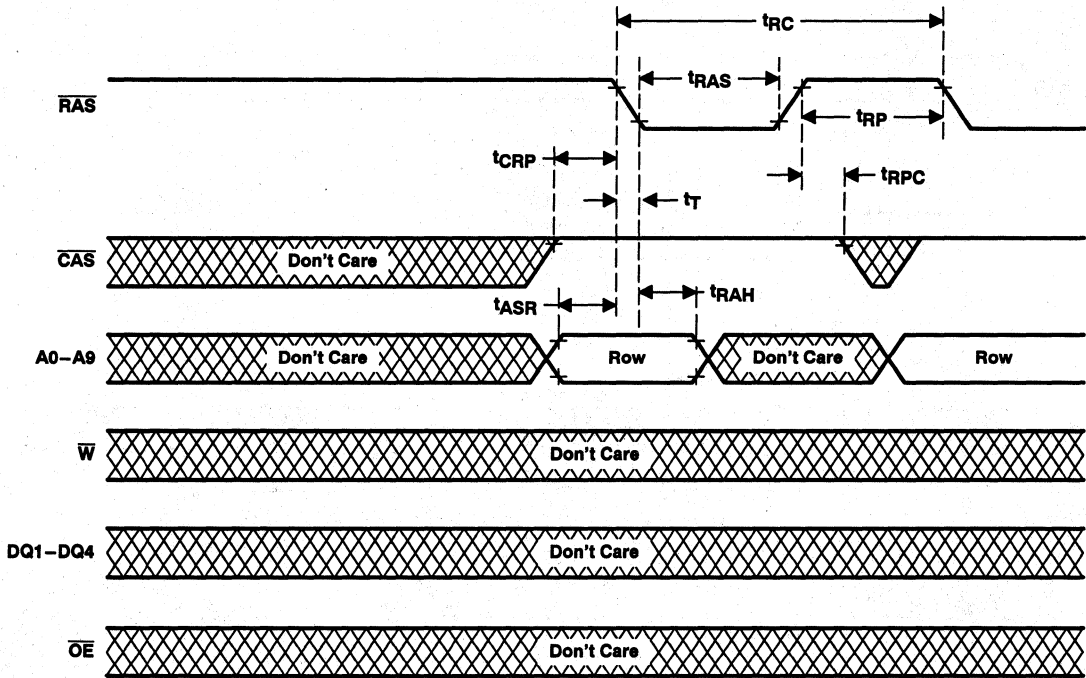 tRC
RAS
tRAS
tRP
tCRP
tRPC
tT
CAS
Don't Care
tASR
tRAH
A0–A9
Don't Care
Row
Don't Care
Row
W
Don't Care
DQ1–DQ4
Don't Care
OE
Don't Care